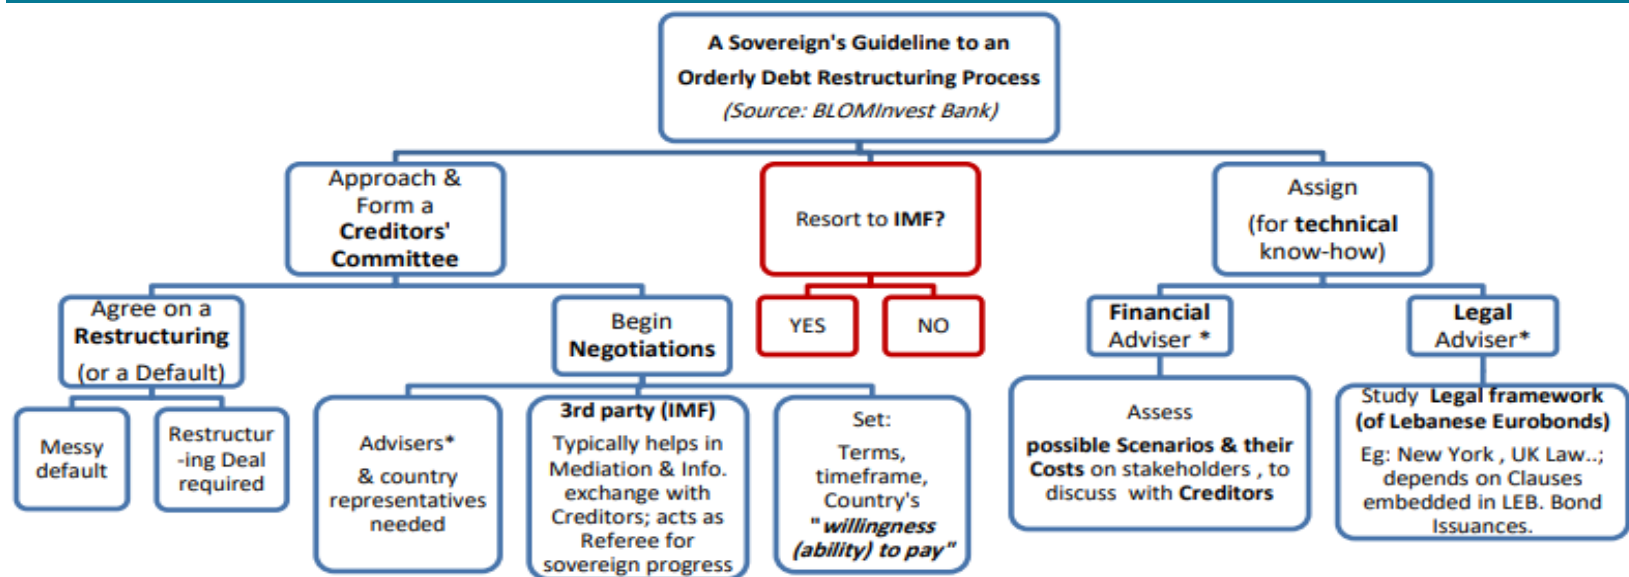 A Sovereign's Guideline to an
Orderly Debt Restructuring Process
(Source: BLOMInvest Bank)
Approach &
Form a
Creditors'
Committee
Resort to IMF?
Assign
(for technical
know-how)
Agree on a
Restructuring
(or a Default)
Begin
Negotiations
YES
NO
Financial
Adviser *
Legal
Adviser*
Messy
default
Restructur
-ing Deal
required
Advisers*
& country
representatives
needed
3rd party (IMF)
Typically helps in
Mediation & Info.
exchange with
Creditors; acts as
Referee for
sovereign progress
Set:
Terms,
timeframe,
Country's
"willingness
(ability) to pay"
Assess
possible Scenarios & their
Costs on stakeholders , to
discuss with Creditors
Study Legal framework
(of Lebanese Eurobonds)
Eg: New York , UK Law..;
depends on Clauses
embedded in LEB. Bond
Issuances.